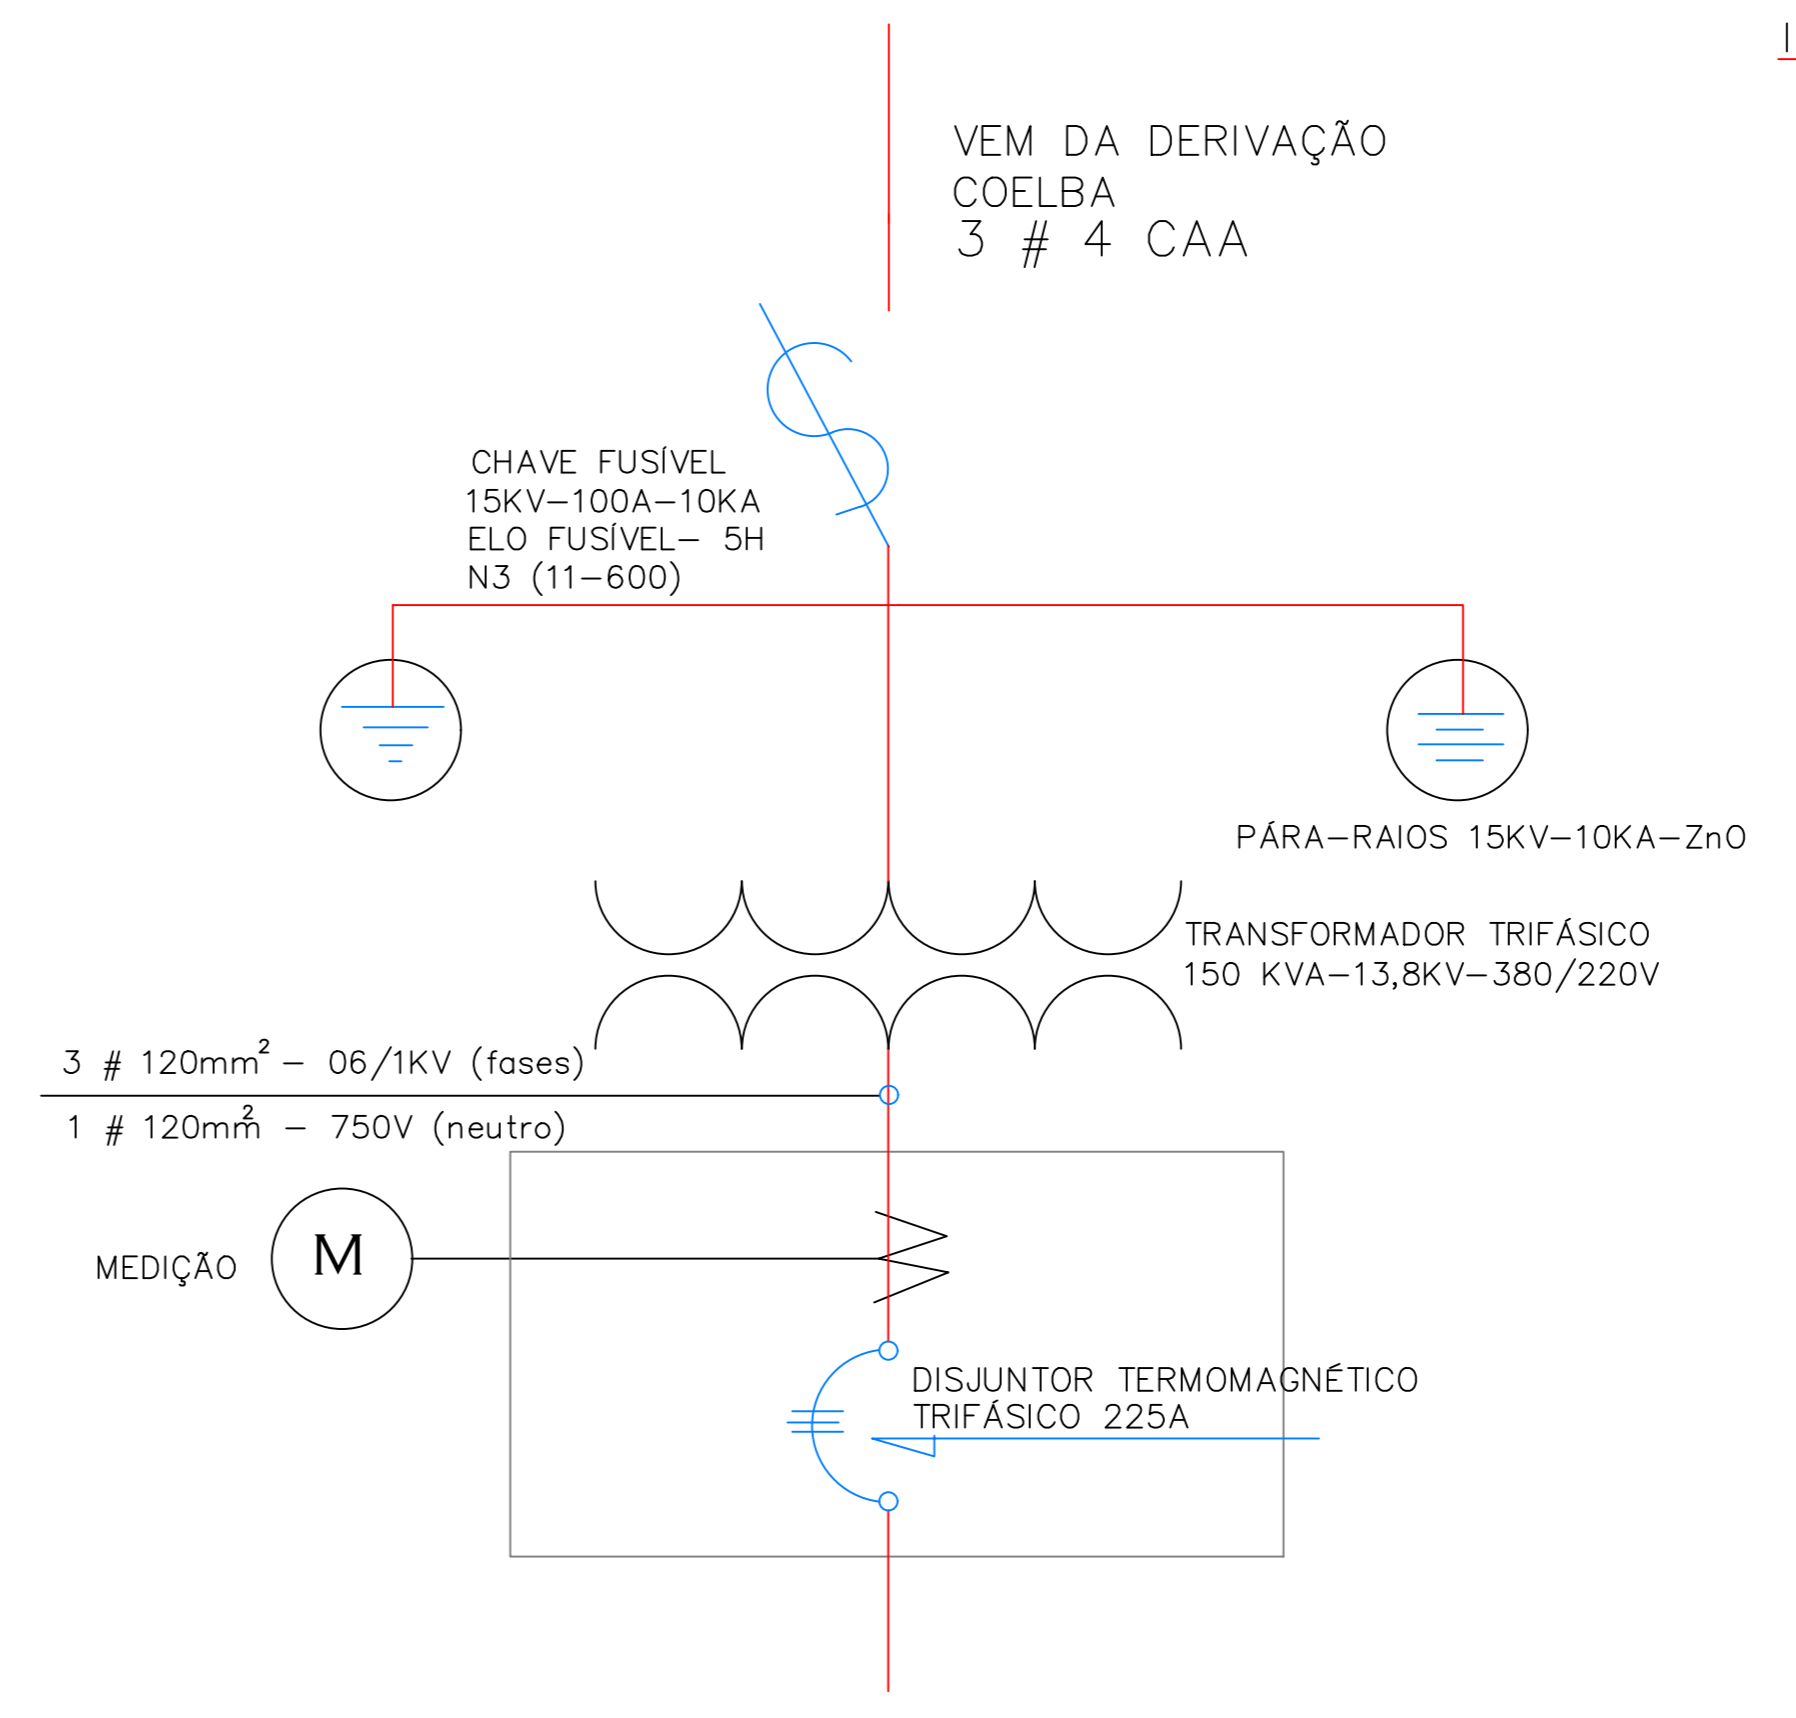 VEM DA DERIVAÇÃO
COELBA
3 # 4 CAA
CHAVE FUSÍVEL
15KV-100A-10KA
ELO FUSÍVEL- 5H
N3 (11-600)
PÁRA-RAIOS 15KV-10KA-ZnO
TRANSFORMADOR TRIFÁSICO
150 KVA-13,8KV-380/220V
3 # 120mm² - 06/1KV (fases)
1 # 120mm² - 750V (neutro)
MEDIÇÃO
M
DISJUNTOR TERMOMAGNÉTICO
TRIFÁSICO 225A